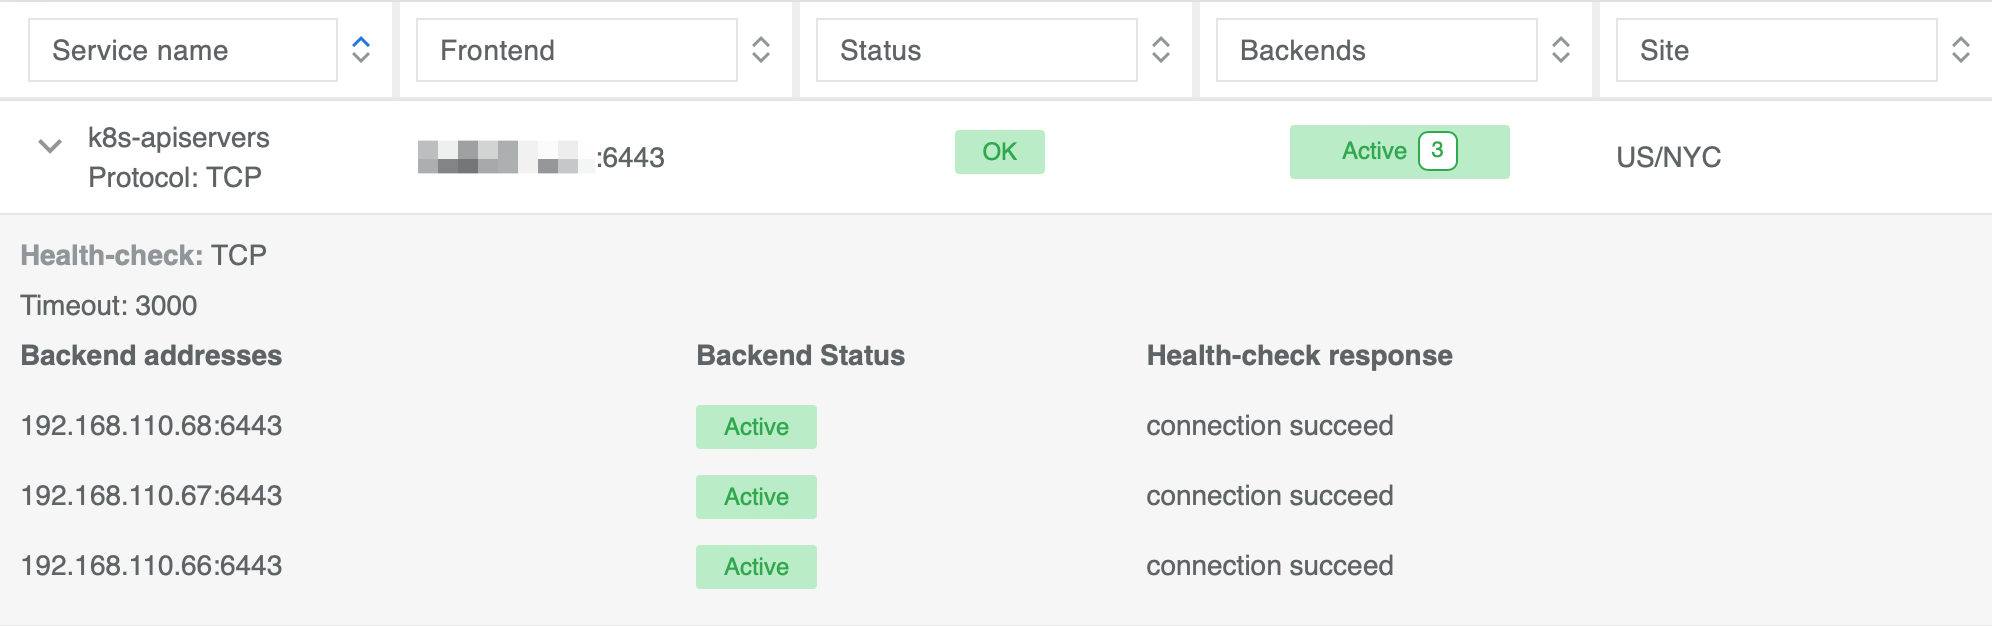 Service name Frontend Status Backends Site
k8s-apiservers
:6443 OK Active 3 US/NYC
Protocol: TCP
Health-check: TCP
Timeout: 3000
Backend addresses Backend Status Health-check response
192.168.110.68:6443 Active connection succeed
192.168.110.67:6443 Active connection succeed
192.168.110.66:6443 Active connection succeed